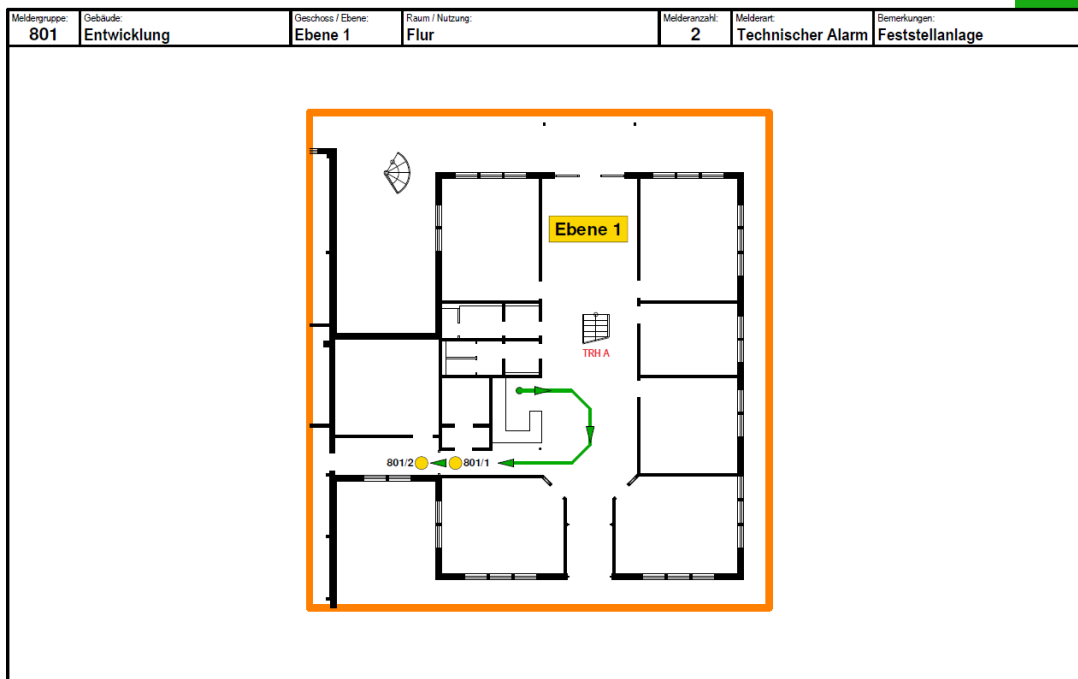 Meldergruppe: Gebäude: Geschoss / Ebene: Raum / Nutzung: Melderanzahl: Melderart: Bemerkungen:
801 Entwicklung Ebene 1 Flur 2 Technischer Alarm Feststellanlage
Ebene 1
TRH A
801/2 801/1